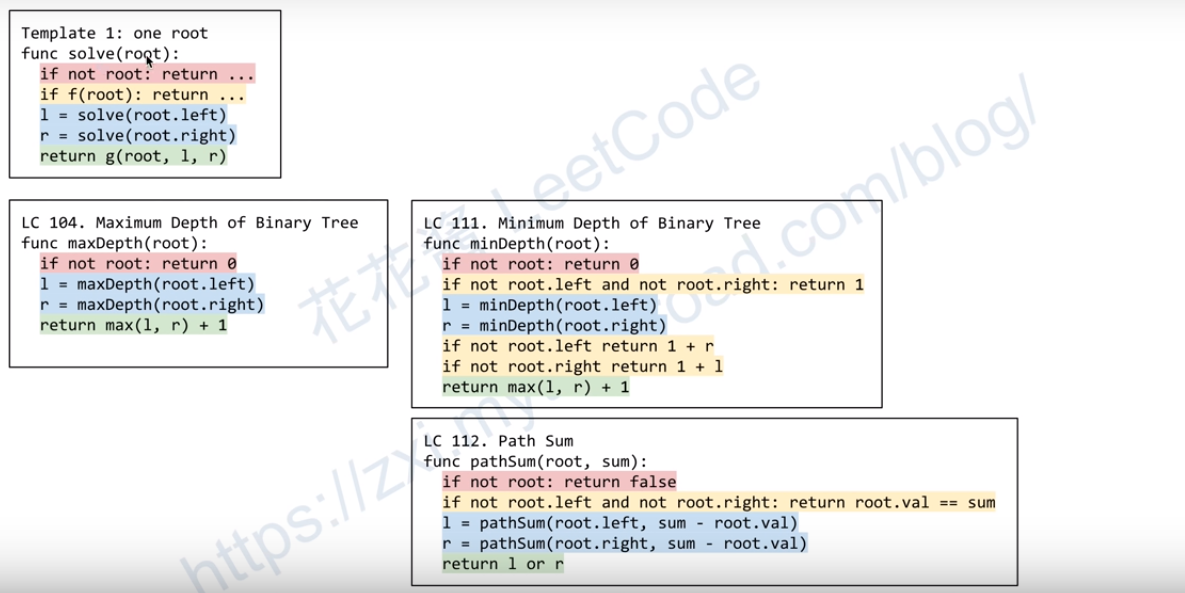 Template 1: one root
func solve(root):
if not root: return ...
if f(root): return ...
l = solve(root.left)
r = solve(root.right)
return g(root, l, r)
LC 104. Maximum Depth of Binary Tree
func maxDepth(root):
if not root: return 0
l = maxDepth(root.left)
r = maxDepth(root.right)
return max(l, r) + 1
LC 111. Minimum Depth of Binary Tree
func minDepth(root):
if not root: return 0
if not root.left and not root.right: return 1
l = minDepth(root.left)
r = minDepth(root.right)
if not root.left return 1 + r
if not root.right return 1 + l
return max(l, r) + 1
LC 112. Path Sum
func pathSum(root, sum):
if not root: return false
if not root.left and not root.right: return root.val == sum
l = pathSum(root.left, sum - root.val)
r = pathSum(root.right, sum - root.val)
return l or r
花花酱 LeetCode